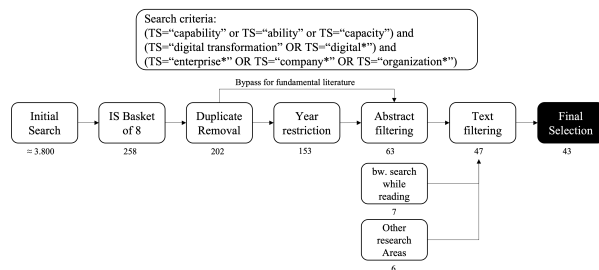 Search criteria:
(TS=“capability” or TS=“ability” or TS=“capacity”) and
(TS=“digital transformation” OR TS=“digital*”) and
(TS=“enterprise*” OR TS=“company*” OR TS=“organization*”)
Bypass for fundamental literature
Initial
Search
IS Basket
of 8
Duplicate
Removal
Year
restriction
Abstract
filtering
Text
filtering
Final
Selection
≈ 3.800
258
202
153
63
47
43
bw. search
while
reading
7
Other
research
Areas
6